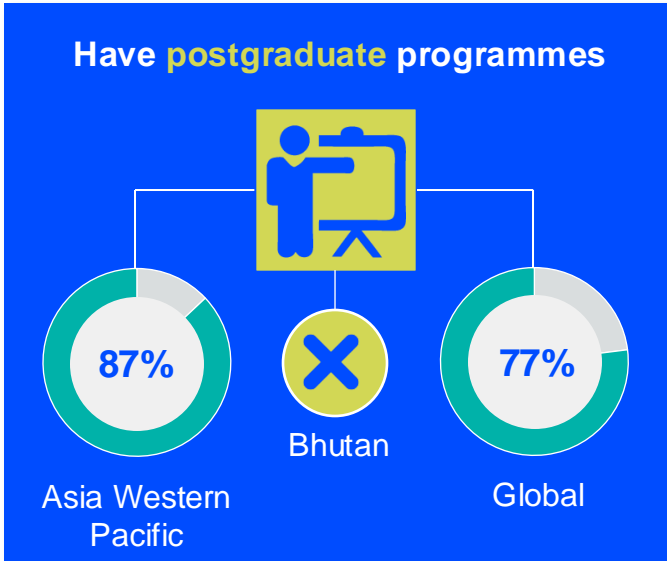 Have postgraduate programmes
87%
77%
Bhutan
Asia Western
Pacific
Global